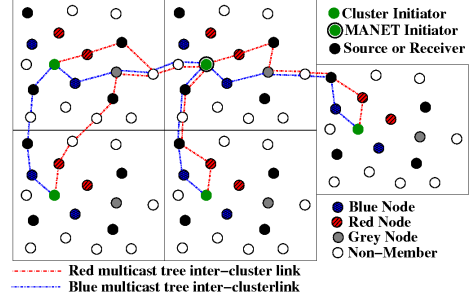 Cluster Initiator
MANET Initiator
Source or Receiver
Blue Node
Red Node
Grey Node
Non-Member
Red multicast tree inter-cluster link
Blue multicast tree inter-clusterlink